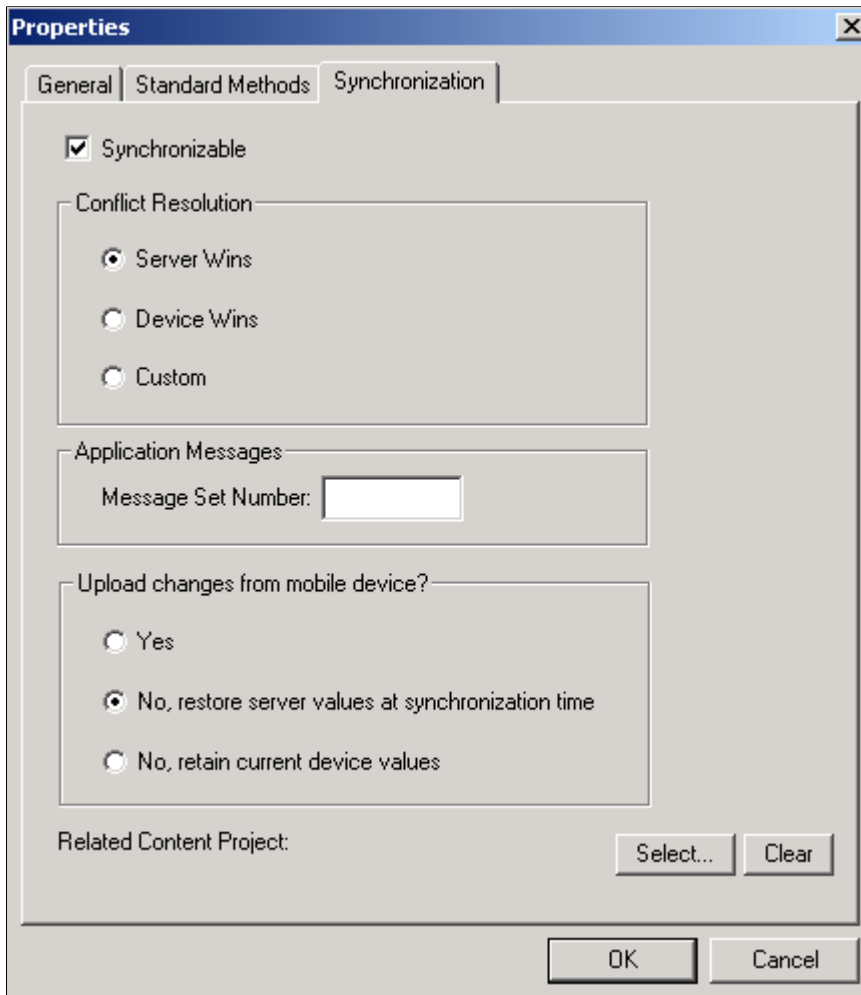 Properties
General
Standard Methods
Synchronization
Synchronizable
Conflict Resolution
Server Wins
Device Wins
Custom
Application Messages
Message Set Number:
Upload changes from mobile device?
Yes
No, restore server values at synchronization time
No, retain current device values
Related Content Project:
Select...
Clear
OK
Cancel